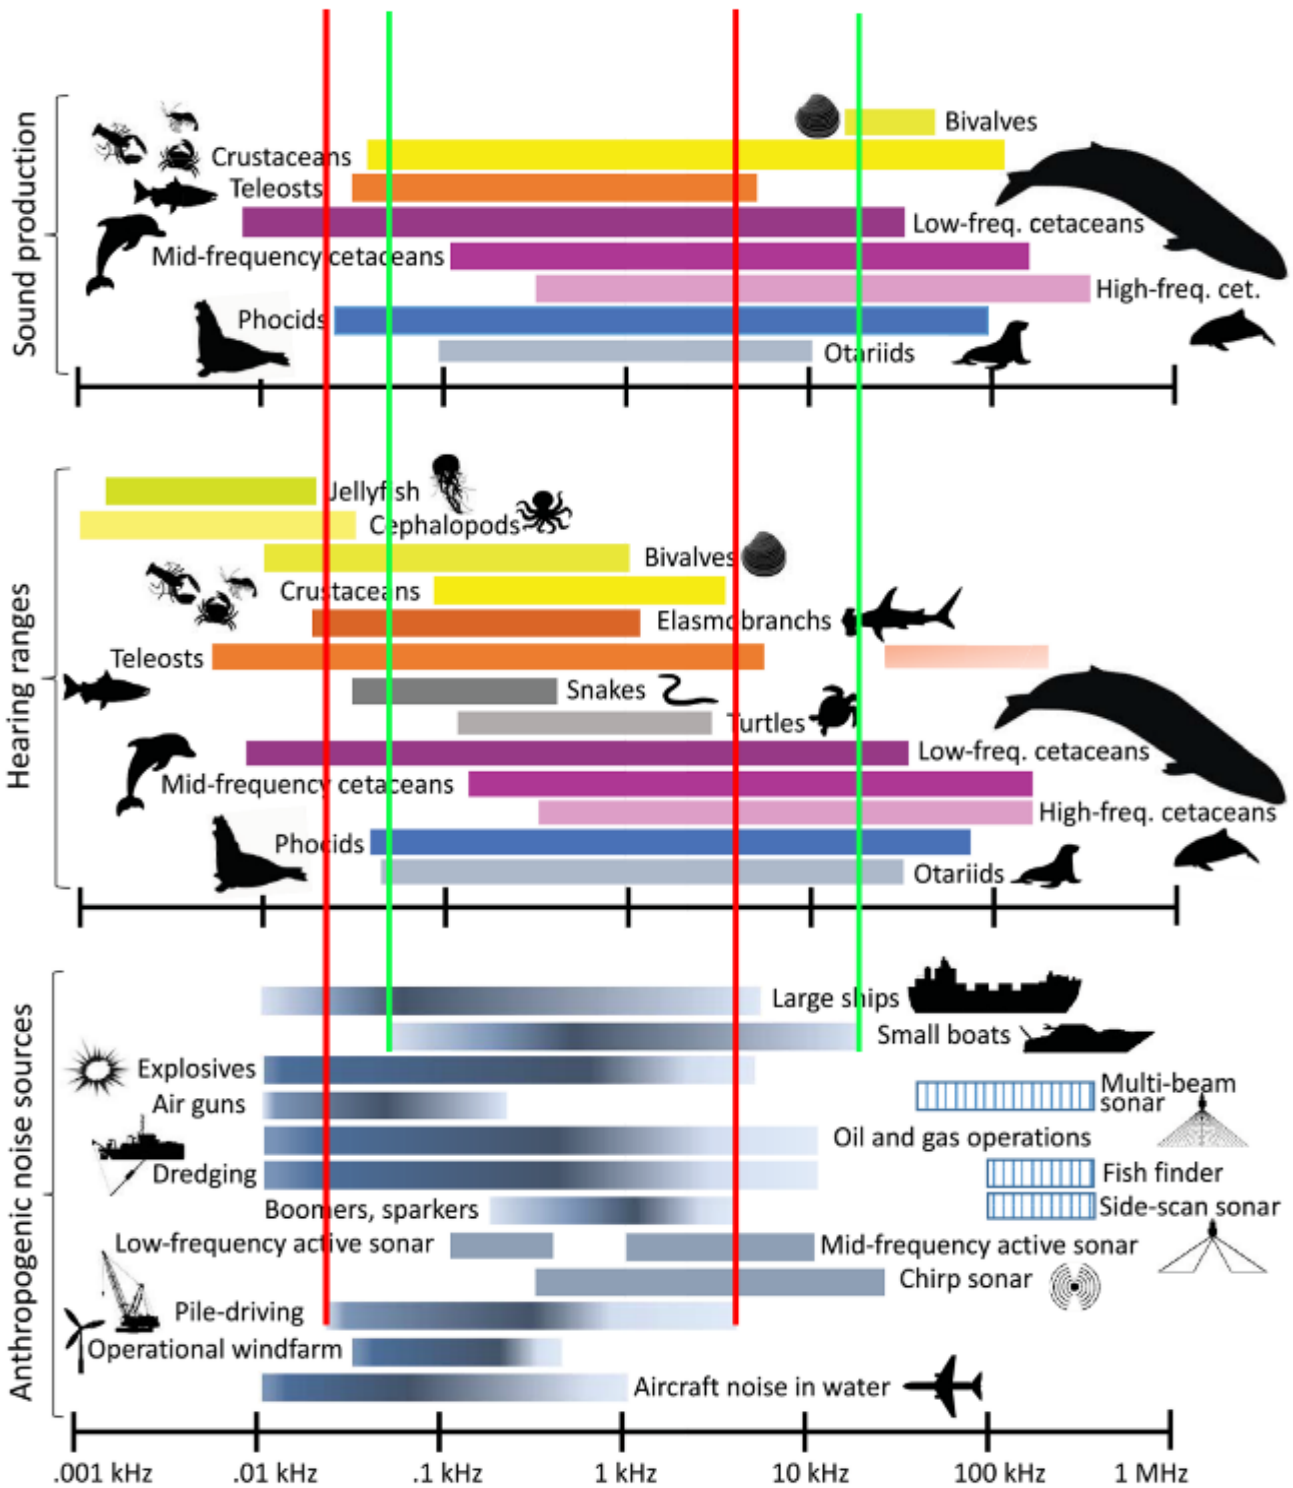 Sound production
Bivalves
Crustaceans
Teleosts
Low-freq. cetaceans
Mid-frequency cetaceans
High-freq. cet.
Phocids
Otariids
Hearing ranges
Jellyfish
Cephalopods
Bivalves
Crustaceans
Elasmobranchs
Teleosts
Snakes
Turtles
Low-freq. cetaceans
Mid-frequency cetaceans
High-freq. cetaceans
Phocids
Otariids
Anthropogenic noise sources
Large ships
Small boats
Explosives
Multi-beam
sonar
Air guns
Oil and gas operations
Dredging
Fish finder
Boomers, sparkers
Side-scan sonar
Low-frequency active sonar
Mid-frequency active sonar
Chirp sonar
Pile-driving
Operational windfarm
Aircraft noise in water
.001 kHz .01 kHz .1 kHz 1 kHz 10 kHz 100 kHz 1 MHz